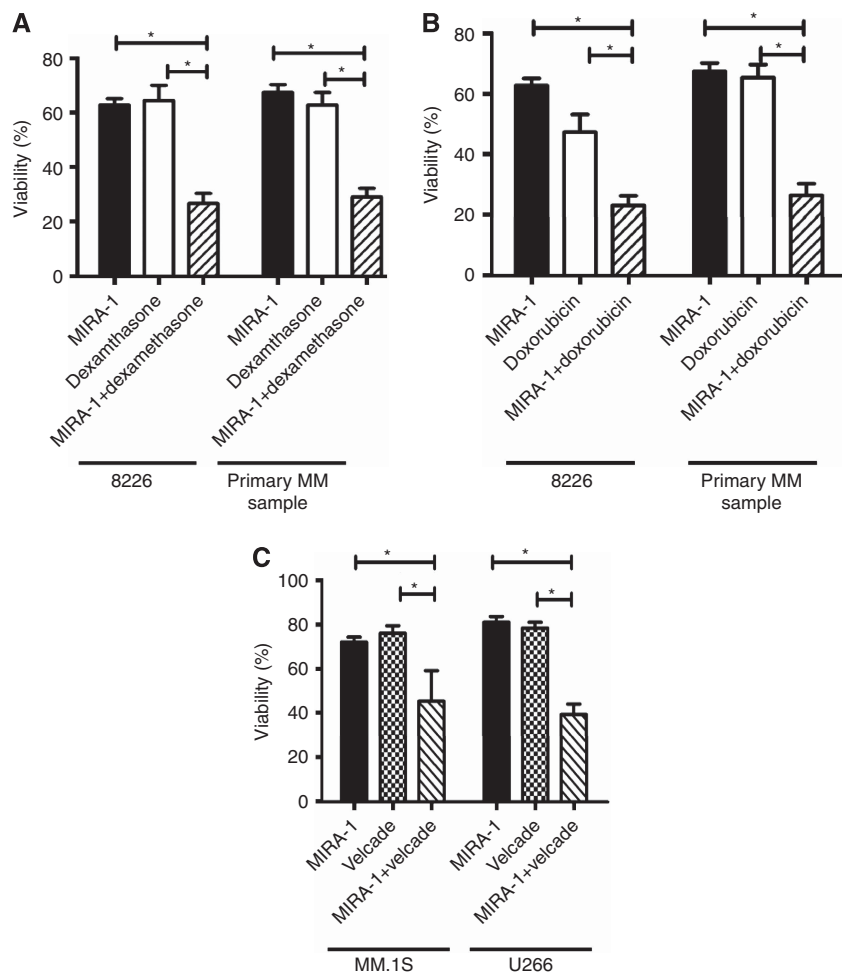 A
*
*
*
*
80
60
40
20
0
Viability (%)
MIRA-1
Dexamthasone
MIRA-1+dexamethasone
MIRA-1
Dexamthasone
MIRA-1+dexamethasone
8226
Primary MM
sample
B
*
*
*
*
80
60
40
20
0
Viability (%)
MIRA-1
Doxorubicin
MIRA-1+doxorubicin
MIRA-1
Doxorubicin
MIRA-1+doxorubicin
8226
Primary MM
sample
C
*
*
*
*
100
80
60
40
20
0
Viability (%)
MIRA-1
Velcade
MIRA-1+velcade
MIRA-1
Velcade
MIRA-1+velcade
MM.1S
U266